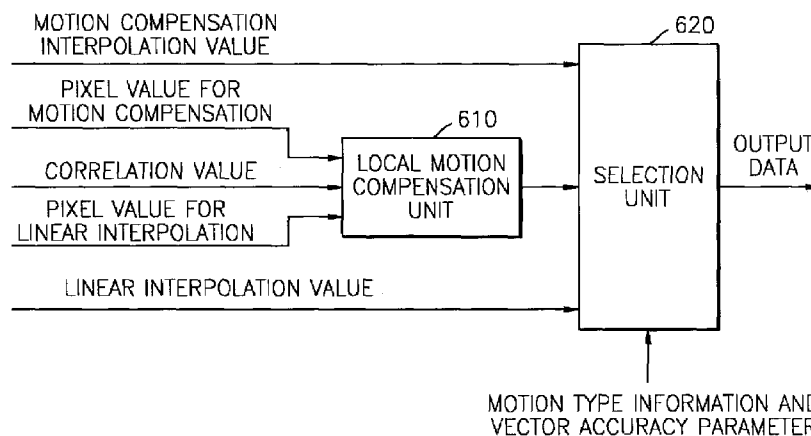 MOTION COMPENSATION
INTERPOLATION VALUE
620
PIXEL VALUE FOR
MOTION COMPENSATION
610
CORRELATION VALUE
LOCAL MOTION
COMPENSATION
UNIT
SELECTION
UNIT
OUTPUT
DATA
PIXEL VALUE FOR
LINEAR INTERPOLATION
LINEAR INTERPOLATION VALUE
MOTION TYPE INFORMATION AND
VECTOR ACCURACY PARAMETER